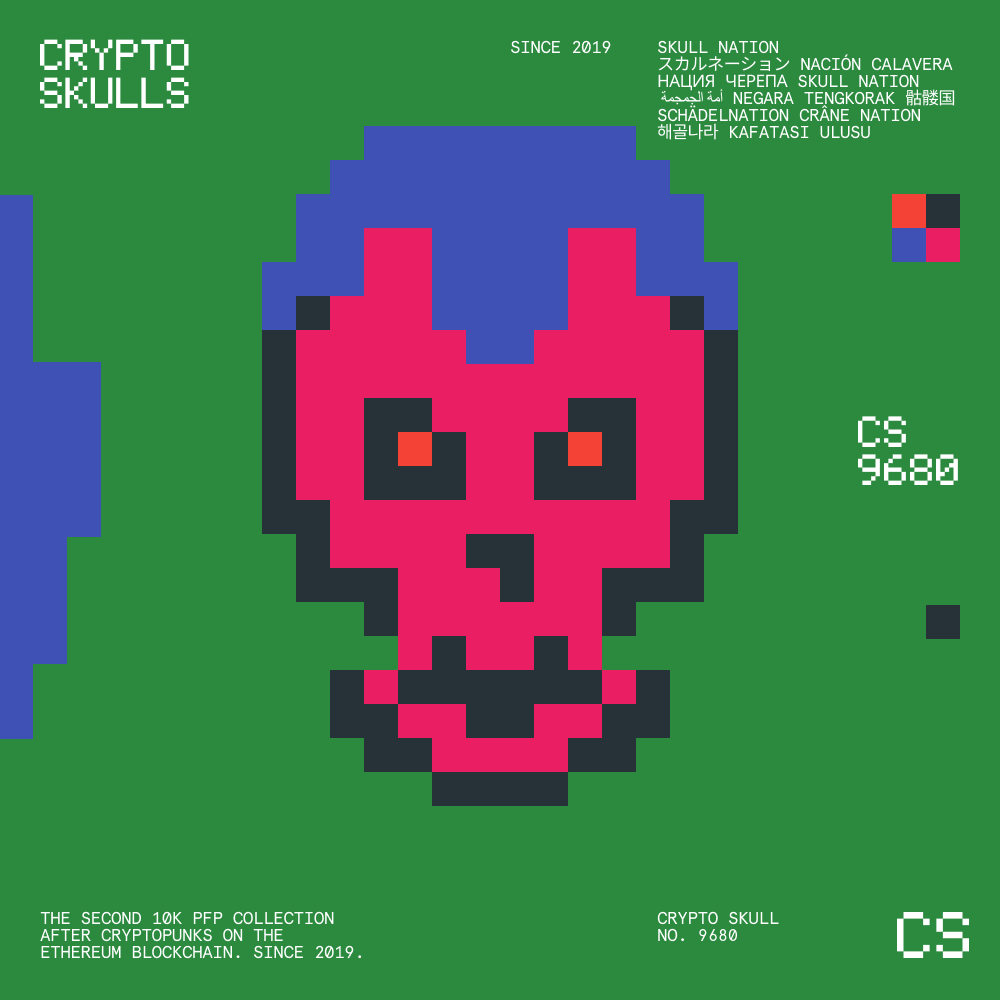 CRYPTO
SKULLS
SINCE 2019
SKULL NATION
スカルネーション NACIÓN CALAVERA
НАЦИЯ ЧЕРЕПА SKULL NATION
أمة الجمجمة NEGARA TENGKORAK 骷髅国
SCHÄDELNATION CRÂNE NATION
해골나라 KAFATASI ULUSU
CS
9680
THE SECOND 10K PFP COLLECTION
AFTER CRYPTOPUNKS ON THE
ETHEREUM BLOCKCHAIN. SINCE 2019.
CRYPTO SKULL
NO. 9680
CS